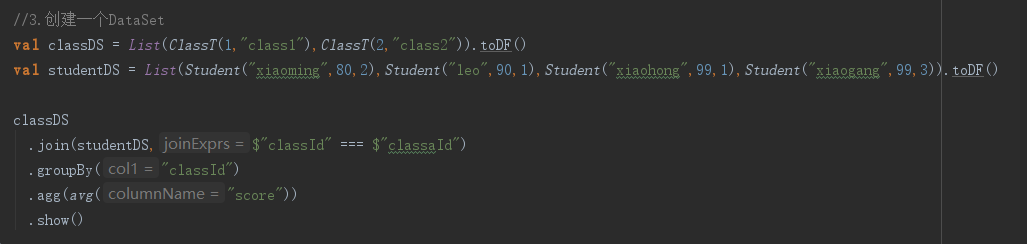 //3.创建一个DataSet
val classDS = List(ClassT(1,"class1"),ClassT(2,"class2")).toDF()
val studentDS = List(Student("xiaoming",80,2),Student("leo",90,1),Student("xiaohong",99,1),Student("xiaogang",99,3)).toDF()
classDS
.join(studentDS, joinExprs = $"classId" === $"classaId")
.groupBy( col1 = "classId")
.agg(avg( columnName = "score"))
.show()